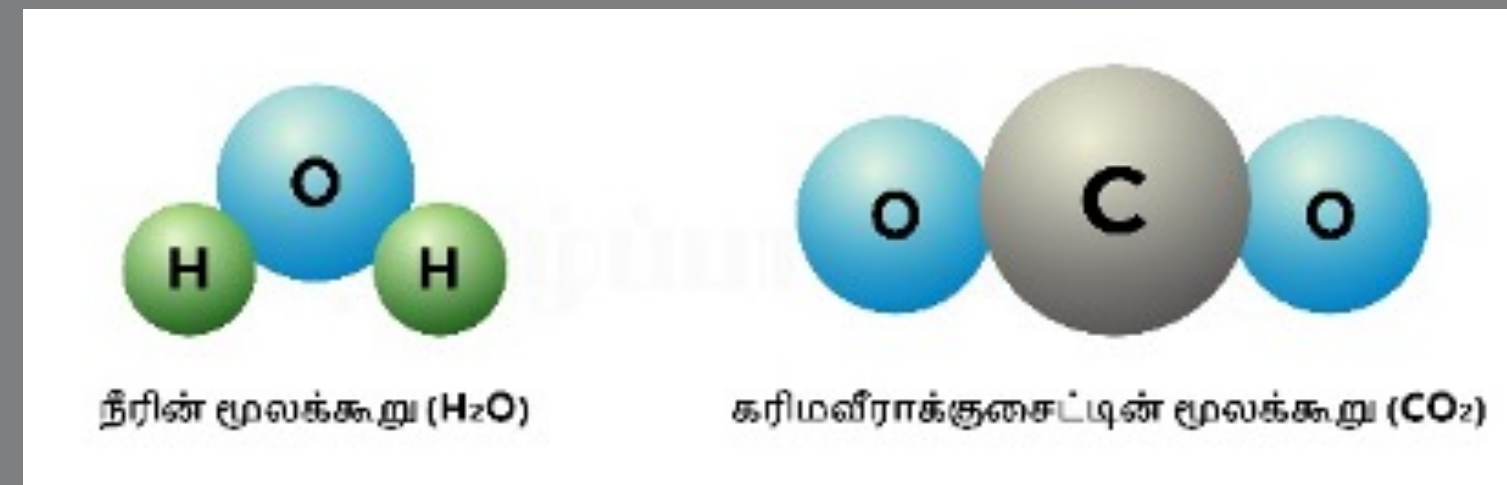 O
H H
O C O
நீரின் மூலக்கூறு (H₂O)
கரிமவீராக்குசைட்டின் மூலக்கூறு (CO₂)